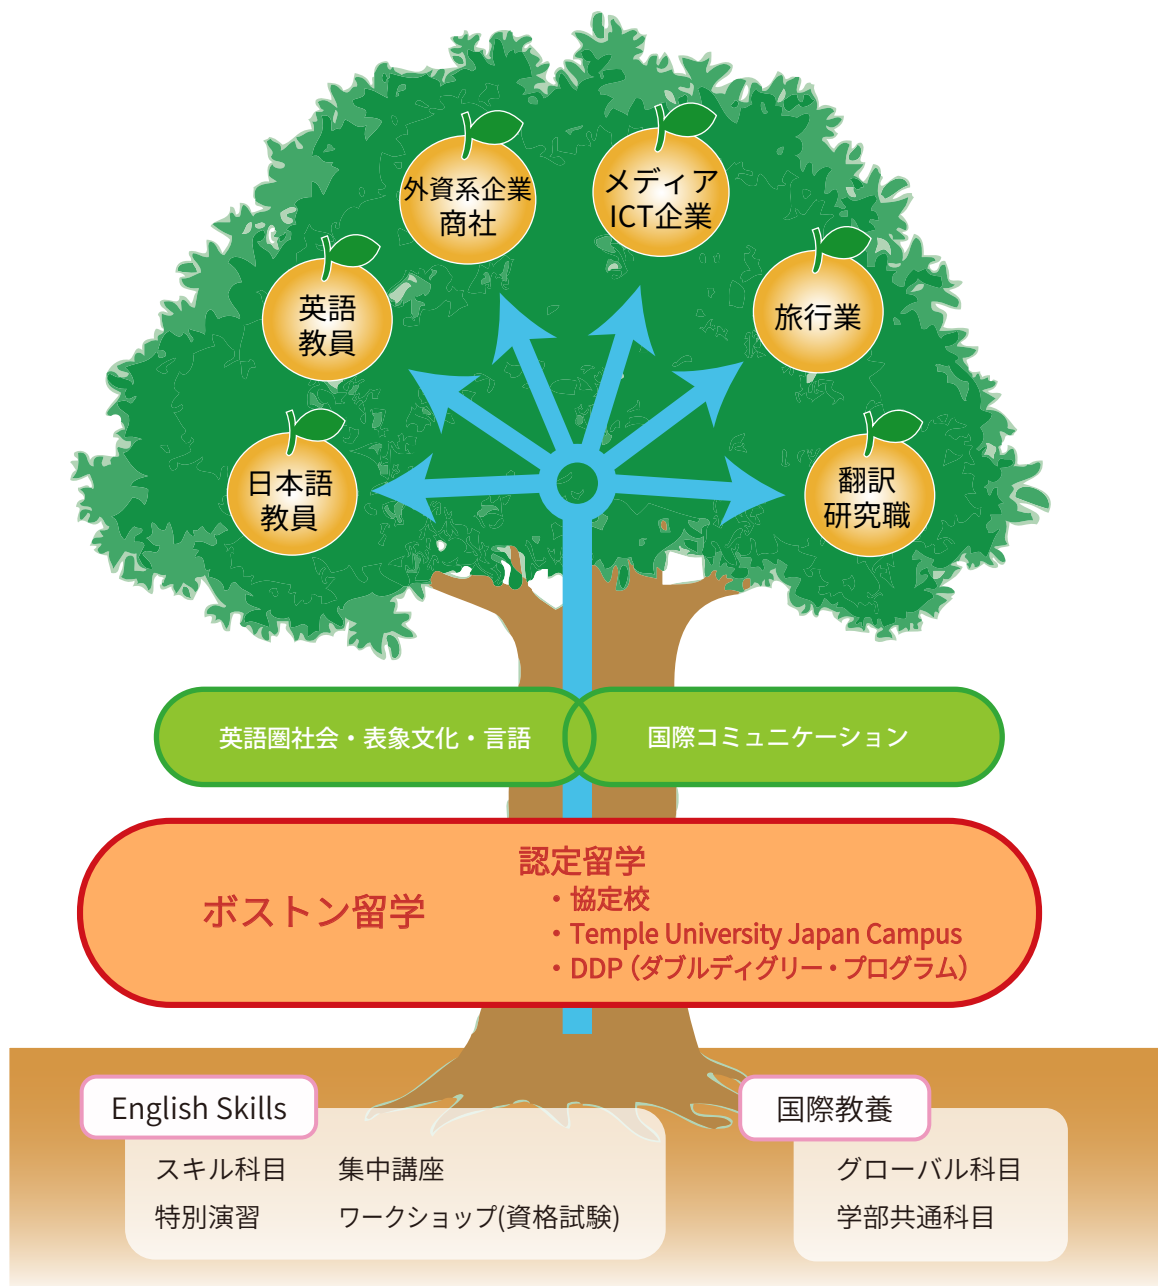 外資系企業
商社
メディア
ICT企業
英語
教員
旅行業
日本語
教員
翻訳
研究職
英語圏社会・表象文化・言語
国際コミュニケーション
ボストン留学
認定留学
・協定校
・Temple University Japan Campus
・DDP（ダブルディグリー・プログラム）
English Skills
スキル科目
集中講座
特別演習
ワークショップ(資格試験)
国際教養
グローバル科目
学部共通科目